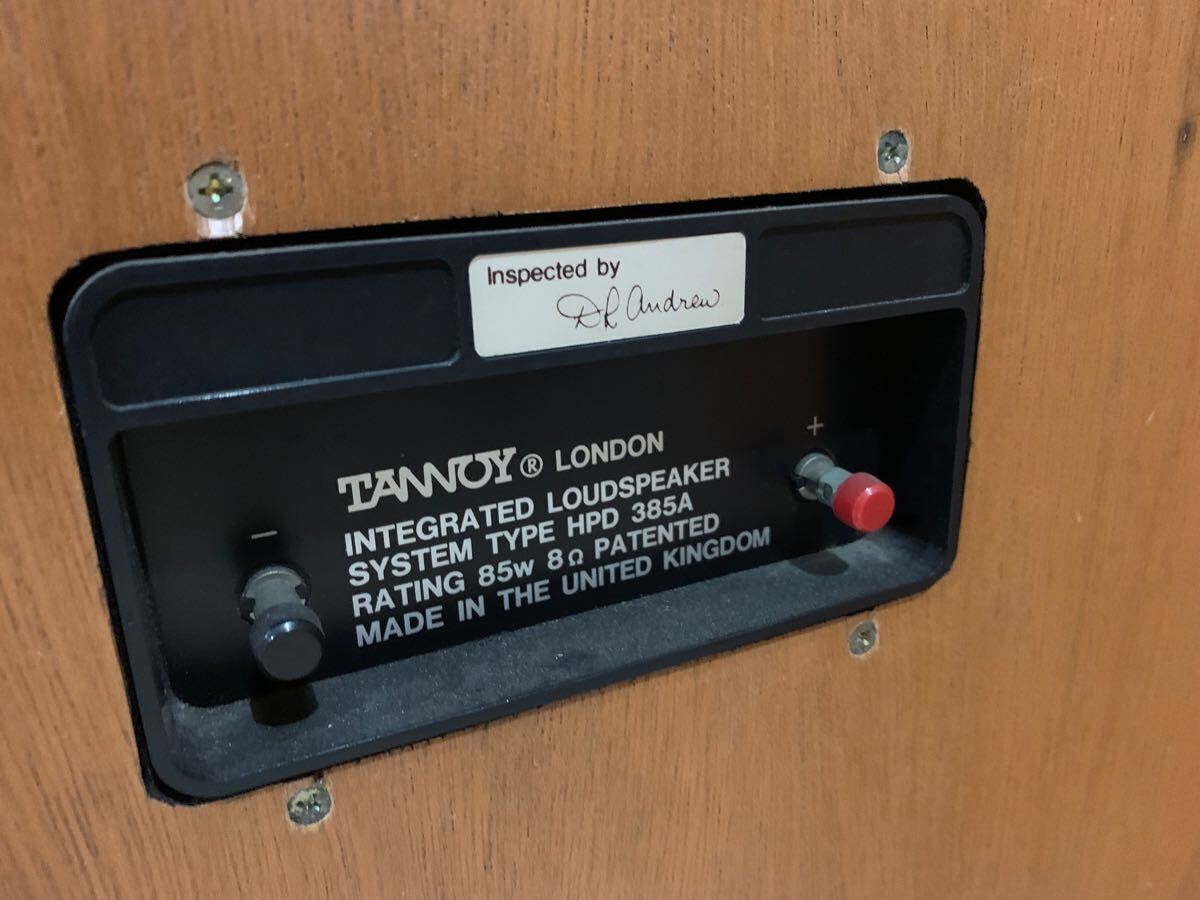 Inspected by
DL Andrew
TANNOY® LONDON
INTEGRATED LOUDSPEAKER
SYSTEM TYPE HPD 385A
RATING 85w 8Ω PATENTED
MADE IN THE UNITED KINGDOM
− +